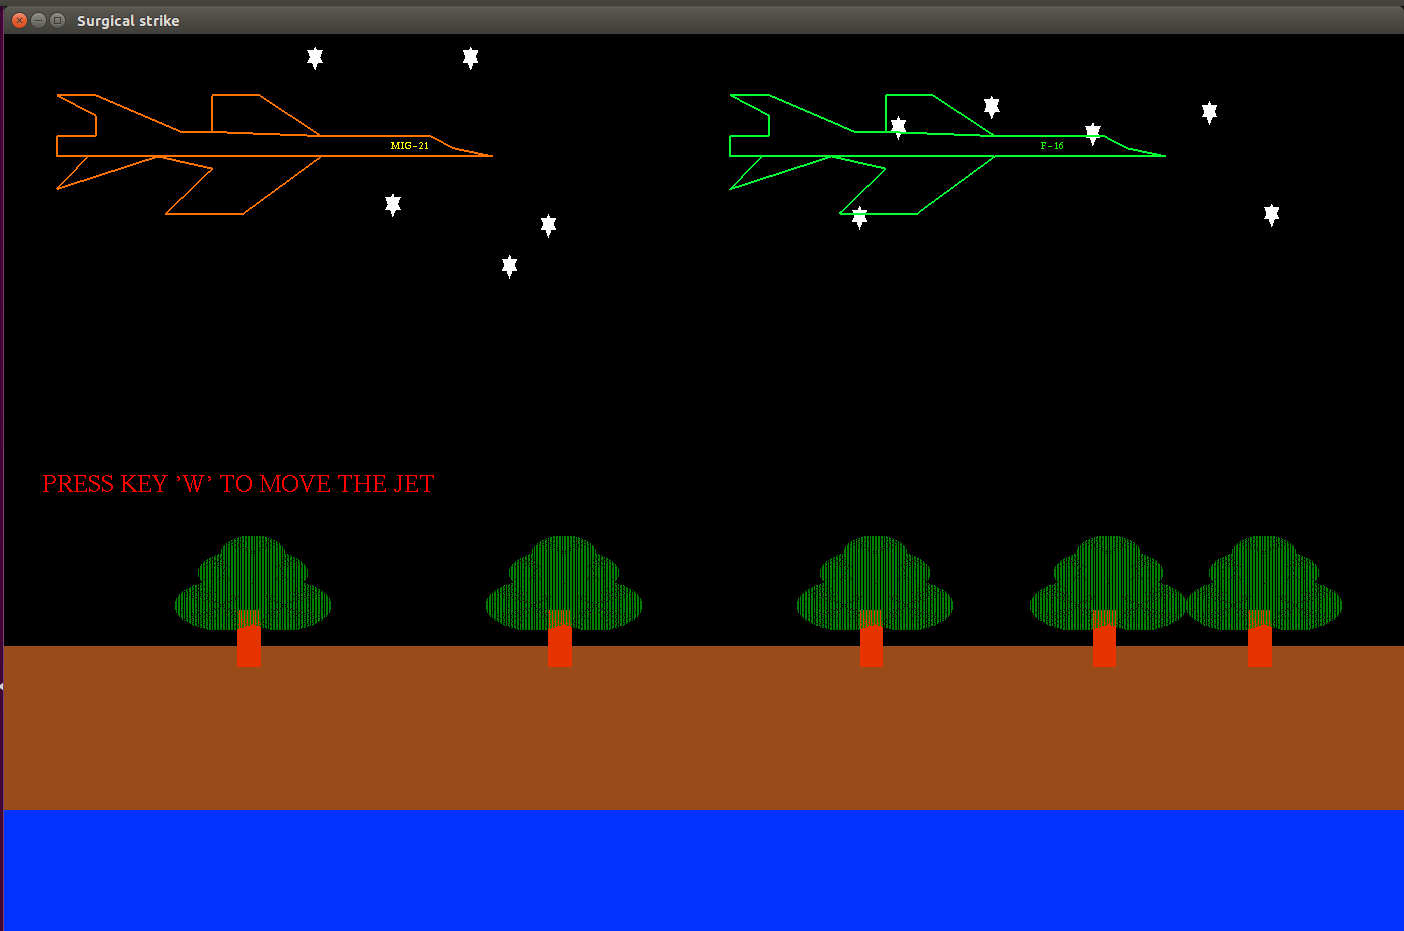 Surgical strike
MIG-21
F-16
PRESS KEY 'W' TO MOVE THE JET